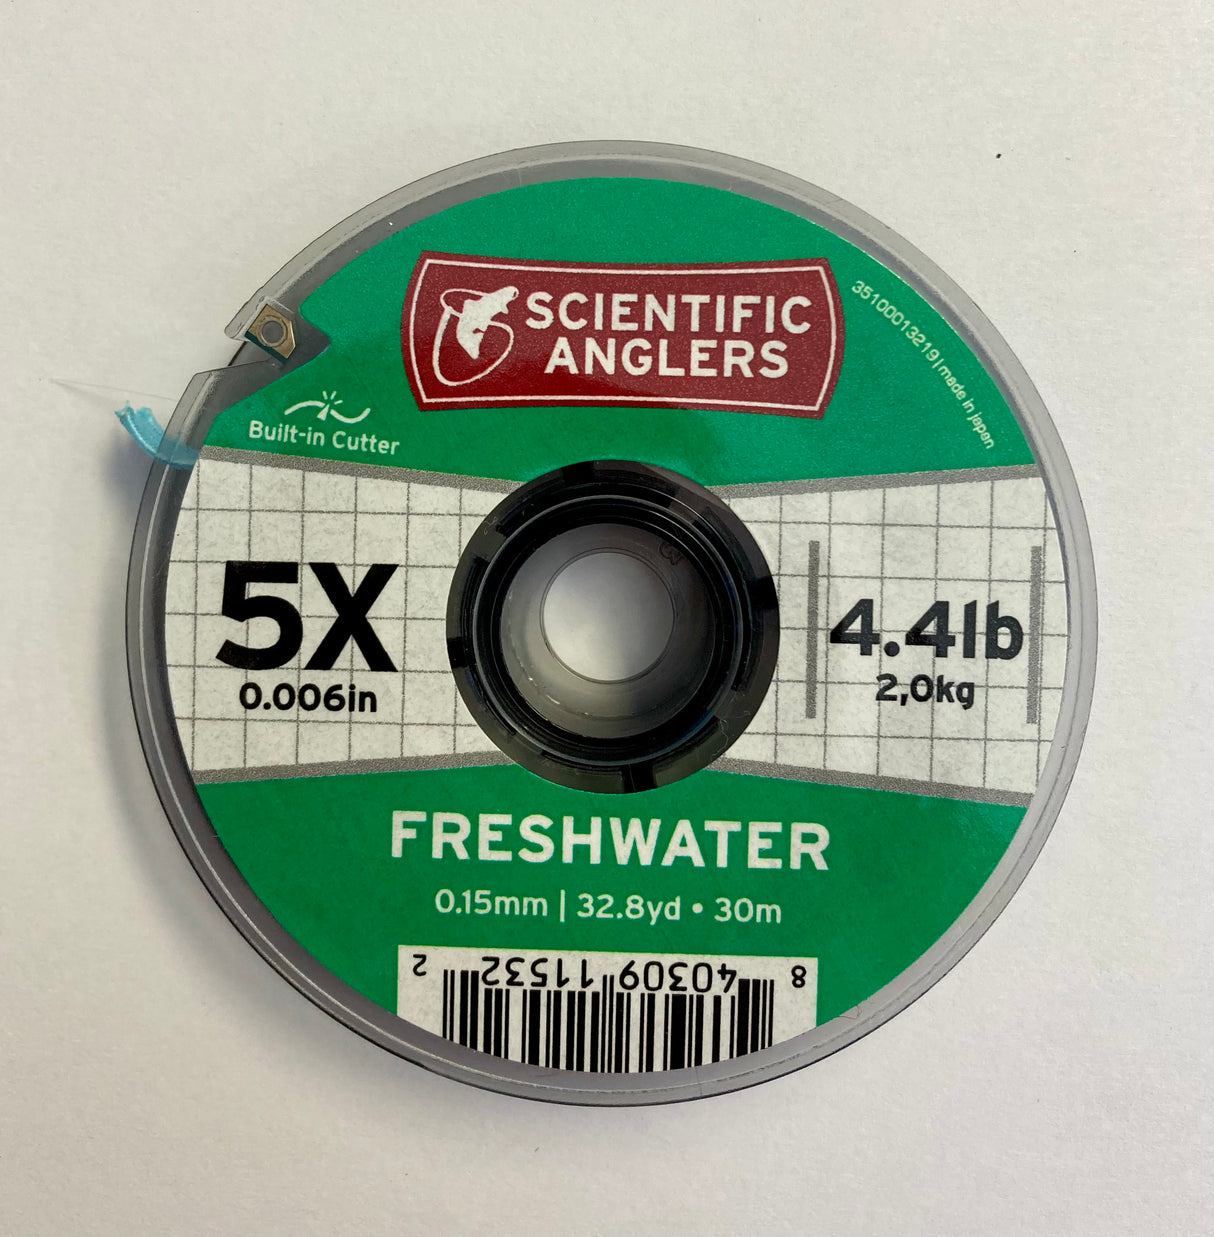 SCIENTIFIC
ANGLERS
35100013219 | made in japan
Built-in Cutter
5X
0.006in
4.4lb
2,0kg
FRESHWATER
0.15mm | 32.8yd • 30m
8 40309 11532 2